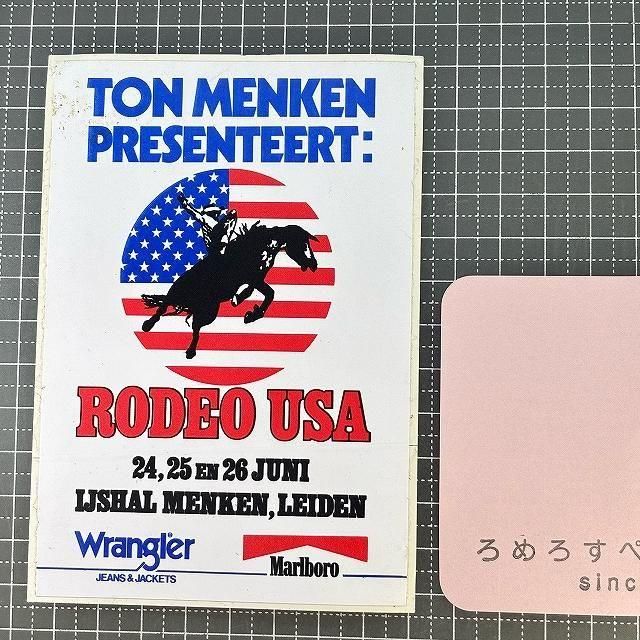 TON MENKEN
PRESENTEERT:
RODEO USA
24, 25 EN 26 JUNI
IJSHAL MENKEN, LEIDEN
Wrangler
JEANS & JACKETS
Marlboro
ろめろすペ
sinc